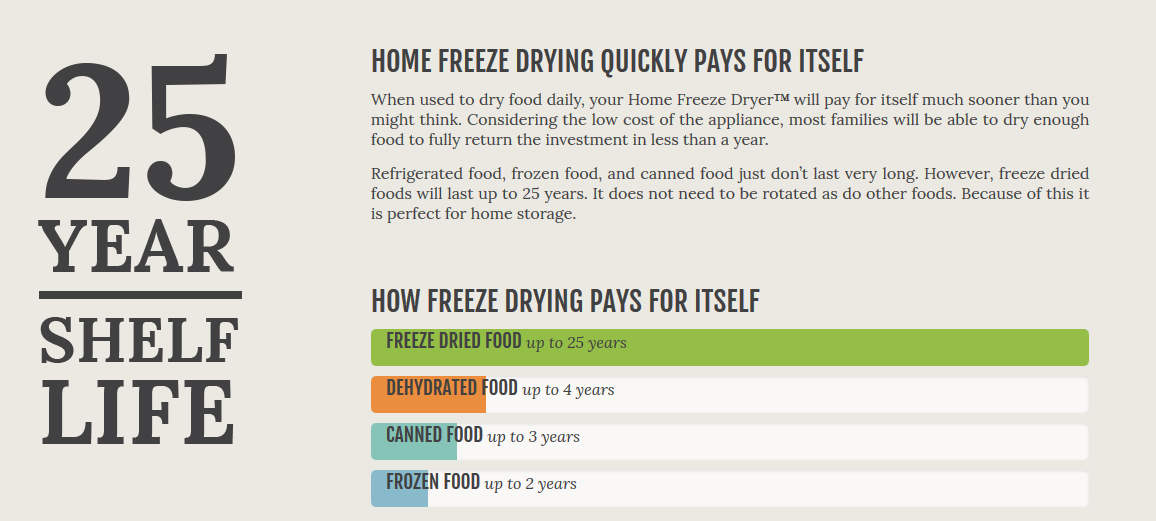 25
YEAR
SHELF
LIFE
HOME FREEZE DRYING QUICKLY PAYS FOR ITSELF
When used to dry food daily, your Home Freeze Dryer™ will pay for itself much sooner than you
might think. Considering the low cost of the appliance, most families will be able to dry enough
food to fully return the investment in less than a year.
Refrigerated food, frozen food, and canned food just don’t last very long. However, freeze dried
foods will last up to 25 years. It does not need to be rotated as do other foods. Because of this it
is perfect for home storage.
HOW FREEZE DRYING PAYS FOR ITSELF
FREEZE DRIED FOOD up to 25 years
DEHYDRATED FOOD up to 4 years
CANNED FOOD up to 3 years
FROZEN FOOD up to 2 years